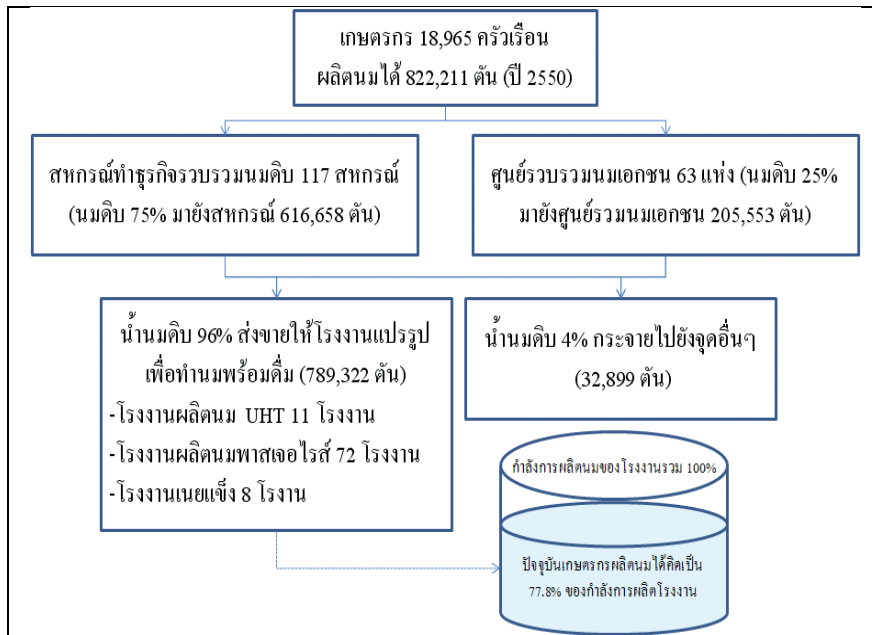 เกษตรกร 18,965 ครัวเรือน
ผลิตนมได้ 822,211 ตัน (ปี 2550)
สหกรณ์ทำธุรกิจรวบรวมนมดิบ 117 สหกรณ์
(นมดิบ 75% มายังสหกรณ์ 616,658 ตัน)
ศูนย์รวบรวมนมเอกชน 63 แห่ง (นมดิบ 25%
มายังศูนย์รวมนมเอกชน 205,553 ตัน)
น้ำนมดิบ 96% ส่งขายให้โรงงานแปรรูป
เพื่อทำนมพร้อมดื่ม (789,322 ตัน)
-โรงงานผลิตนม UHT 11 โรงงาน
-โรงงานผลิตนมพาสเจอไรส์ 72 โรงงาน
-โรงงานเนยแข็ง 8 โรงาน
น้ำนมดิบ 4% กระจายไปยังจุดอื่นๆ
(32,899 ตัน)
กำลังการผลิตนมของโรงงานรวม 100%
ปัจจุบันเกษตรกรผลิตนมได้คิดเป็น
77.8% ของกำลังการผลิตโรงงาน